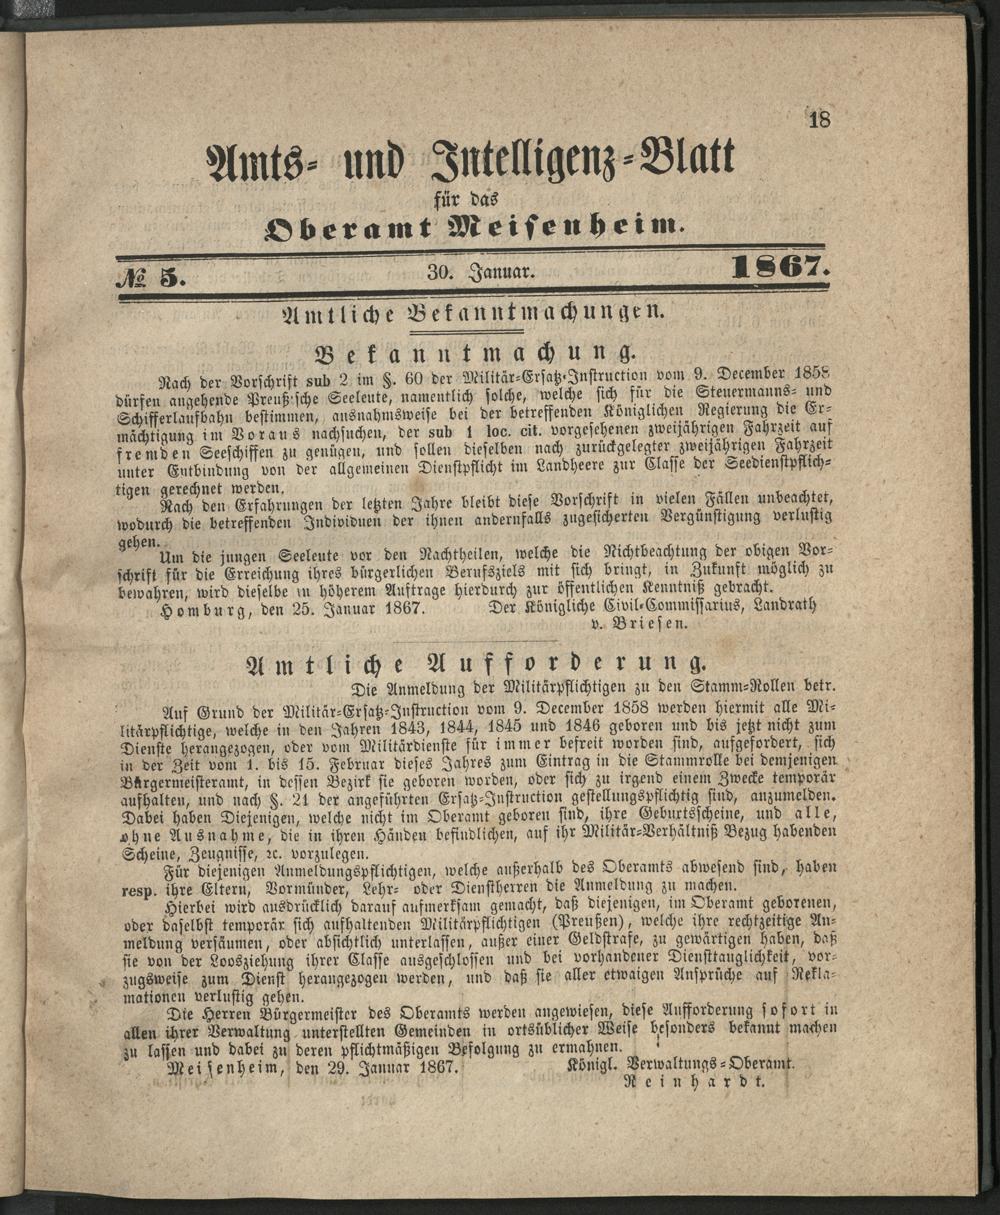 18
Amts- und Intelligenz-Blatt
für das
Oberamt Meisenheim.
№ 5. 30. Januar. 1867.
Amtliche Bekanntmachungen.
Bekanntmachung.
Nach der Vorschrift sub 2 im §. 60 der Militär-Ersatz-Instruction vom 9. December 1858
dürfen angehende Preuß'sche Seeleute, namentlich solche, welche sich für die Steuermanns- und
Schifferlaufbahn bestimmen, ausnahmsweise bei der betreffenden Königlichen Regierung die Er-
mächtigung im Voraus nachsuchen, der sub 1 loc. cit. vorgesehenen zweijährigen Fahrzeit auf
fremden Seeschiffen zu genügen, und sollen dieselben nach zurückgelegter zweijährigen Fahrzeit
unter Entbindung von der allgemeinen Dienstpflicht im Landheere zur Classe der Seedienstpflich-
tigen gerechnet werden.
Nach den Erfahrungen der letzten Jahre bleibt diese Vorschrift in vielen Fällen unbeachtet,
wodurch die betreffenden Individuen der ihnen andernfalls zugesicherten Vergünstigung verlustig
gehen.
Um die jungen Seeleute vor den Nachtheilen, welche die Nichtbeachtung der obigen Vor-
schrift für die Erreichung ihres bürgerlichen Berufsziels mit sich bringt, in Zukunft möglich zu
bewahren, wird dieselbe in höherem Auftrage hierdurch zur öffentlichen Kenntniß gebracht.
Homburg, den 25. Januar 1867. Der Königliche Civil-Commissarius, Landrath
v. Briesen.
Amtliche Aufforderung.
Die Anmeldung der Militärpflichtigen zu den Stamm-Rollen betr.
Auf Grund der Militär-Ersatz-Instruction vom 9. December 1858 werden hiermit alle Mi-
litärpflichtige, welche in den Jahren 1843, 1844, 1845 und 1846 geboren und bis jetzt nicht zum
Dienste herangezogen, oder vom Militärdienste für immer befreit worden sind, aufgefordert, sich
in der Zeit vom 1. bis 15. Februar dieses Jahres zum Eintrag in die Stammrolle bei demjenigen
Bürgermeisteramt, in dessen Bezirk sie geboren worden, oder sich zu irgend einem Zwecke temporär
aufhalten, und nach §. 21 der angeführten Ersatz-Instruction gestellungspflichtig sind, anzumelden.
Dabei haben Diejenigen, welche nicht im Oberamt geboren sind, ihre Geburtsscheine, und alle,
ohne Ausnahme, die in ihren Händen befindlichen, auf ihr Militär-Verhältniß Bezug habenden
Scheine, Zeugnisse, ꝛc. vorzulegen.
Für diejenigen Anmeldungspflichtigen, welche außerhalb des Oberamts abwesend sind, haben
resp. ihre Eltern, Vormünder, Lehr- oder Dienstherren die Anmeldung zu machen.
Hierbei wird ausdrücklich darauf aufmerksam gemacht, daß diejenigen, im Oberamt geborenen,
oder daselbst temporär sich aufhaltenden Militärpflichtigen (Preußen), welche ihre rechtzeitige An-
meldung versäumen, oder absichtlich unterlassen, außer einer Geldstrafe, zu gewärtigen haben, daß
sie von der Loosziehung ihrer Classe ausgeschlossen und bei vorhandener Diensttauglichkeit, vor-
zugsweise zum Dienst herangezogen werden, und daß sie aller etwaigen Ansprüche auf Rekla-
mationen verlustig gehen.
Die Herren Bürgermeister des Oberamts werden angewiesen, diese Aufforderung sofort in
allen ihrer Verwaltung unterstellten Gemeinden in ortsüblicher Weise besonders bekannt machen
zu lassen und dabei zu deren pflichtmäßigen Befolgung zu ermahnen.
Meisenheim, den 29. Januar 1867. Königl. Verwaltungs-Oberamt.
Reinhardt.